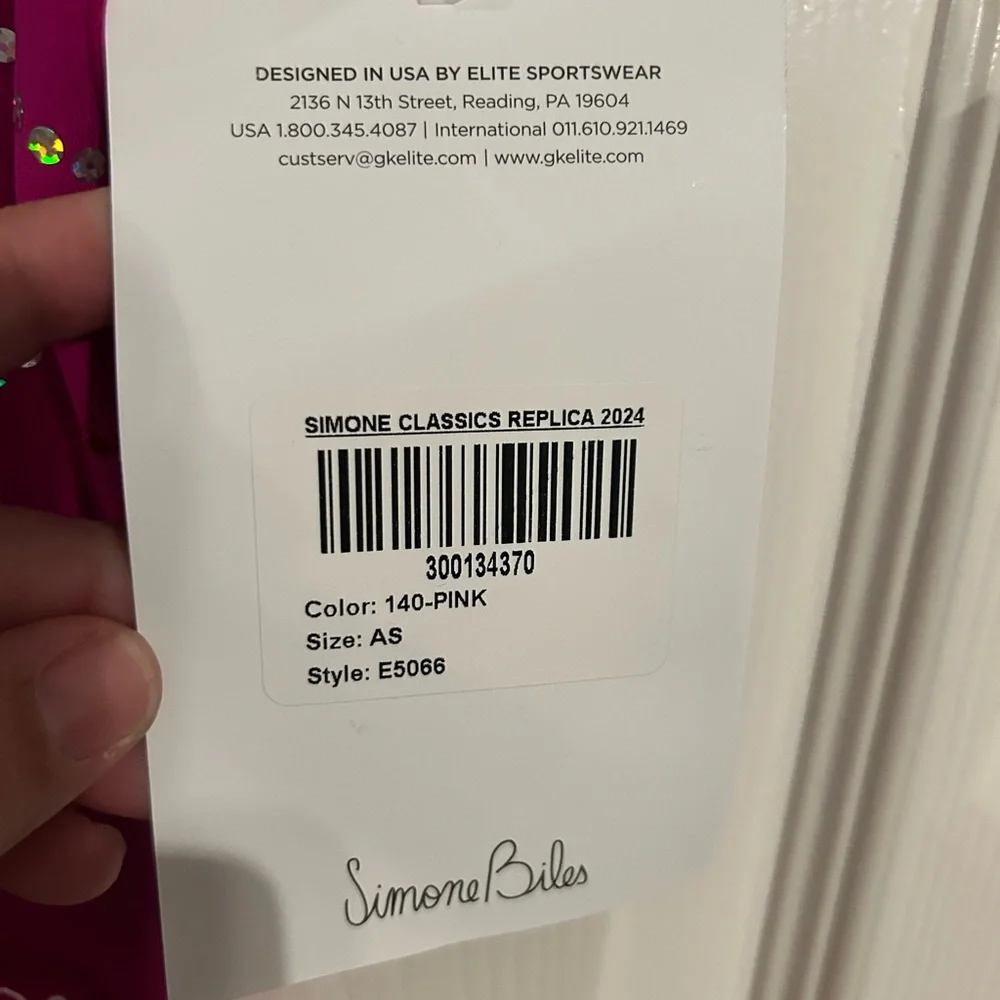 DESIGNED IN USA BY ELITE SPORTSWEAR
2136 N 13th Street, Reading, PA 19604
USA 1.800.345.4087 | International 011.610.921.1469
custserv@gkelite.com | www.gkelite.com
SIMONE CLASSICS REPLICA 2024
300134370
Color: 140-PINK
Size: AS
Style: E5066
Simone Biles